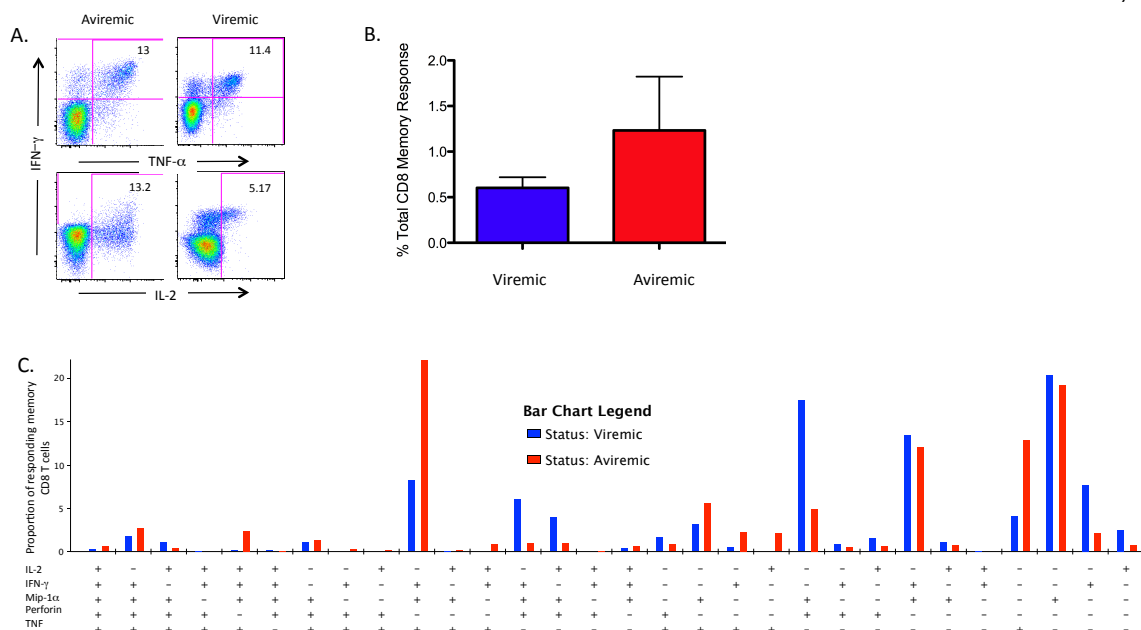 Aviremic Viremic
A.
13 11.4
IFN-γ
TNF-α
13.2 5.17
IL-2
B.
% Total CD8 Memory Response
2.0
1.5
1.0
0.5
0.0
Viremic Aviremic
C.
Proportion of responding memory
CD8 T cells
20
15
10
5
0
Bar Chart Legend
Status: Viremic
Status: Aviremic
IL-2 + − + + + + − − + − + + − + + + − − − + − − + − + + − − − +
IFN-γ + + − + + − − + − + − + + − + + − − + − − + − + − + − − + −
Mip-1α + + + − + + + − − + + − + + − + − + − − + − − + + − − + − −
Perforin + + + + − + + + + − − − + + + − + − − − + + + − − − − − − −
TNF + + + + + − + + + + + + − − − − + + + + − − − − − − + − − −